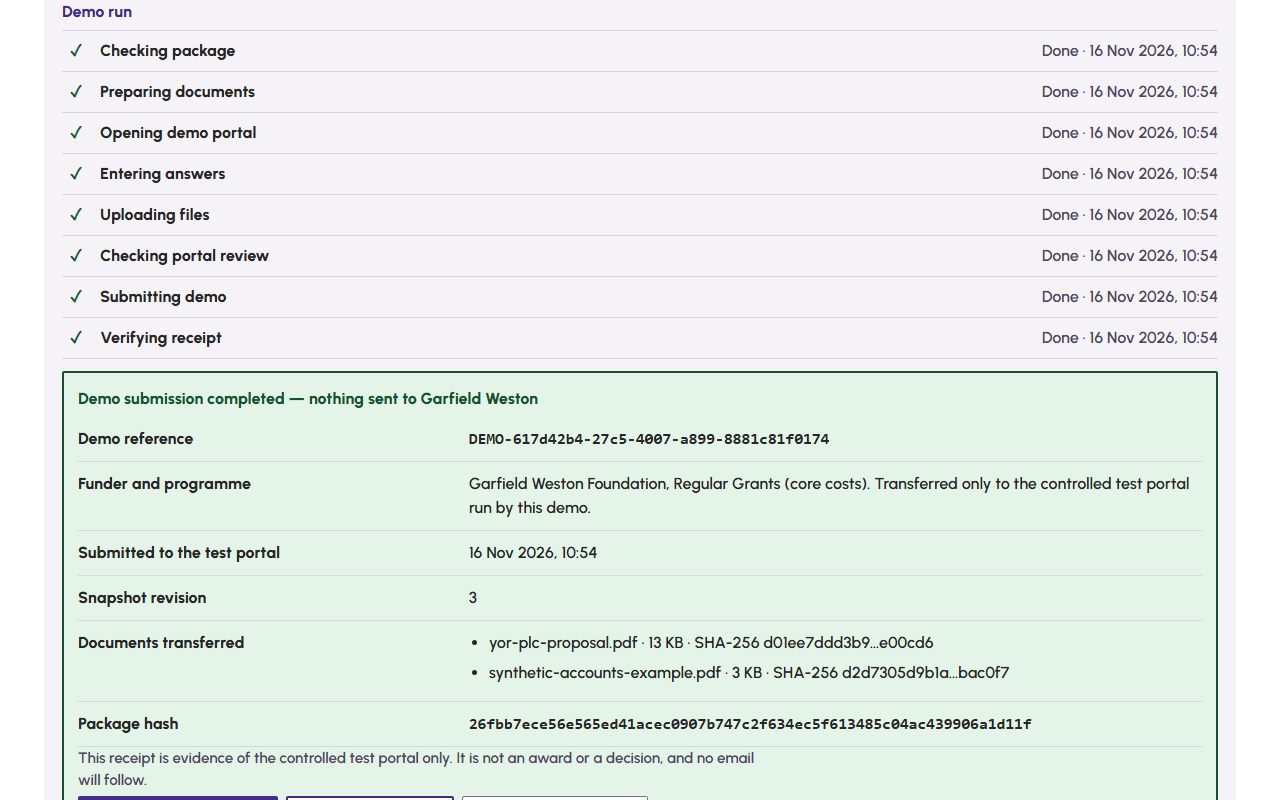 Demo run
✓ Checking package Done · 16 Nov 2026, 10:54
✓ Preparing documents Done · 16 Nov 2026, 10:54
✓ Opening demo portal Done · 16 Nov 2026, 10:54
✓ Entering answers Done · 16 Nov 2026, 10:54
✓ Uploading files Done · 16 Nov 2026, 10:54
✓ Checking portal review Done · 16 Nov 2026, 10:54
✓ Submitting demo Done · 16 Nov 2026, 10:54
✓ Verifying receipt Done · 16 Nov 2026, 10:54
Demo submission completed — nothing sent to Garfield Weston
Demo reference DEMO-617d42b4-27c5-4007-a899-8881c81f0174
Funder and programme Garfield Weston Foundation, Regular Grants (core costs). Transferred only to the controlled test portal
run by this demo.
Submitted to the test portal 16 Nov 2026, 10:54
Snapshot revision 3
Documents transferred • yor-plc-proposal.pdf · 13 KB · SHA-256 d01ee7ddd3b9…e00cd6
• synthetic-accounts-example.pdf · 3 KB · SHA-256 d2d7305d9b1a…bac0f7
Package hash 26fbb7ece56e565ed41acec0907b747c2f634ec5f613485c04ac439906a1d11f
This receipt is evidence of the controlled test portal only. It is not an award or a decision, and no email
will follow.